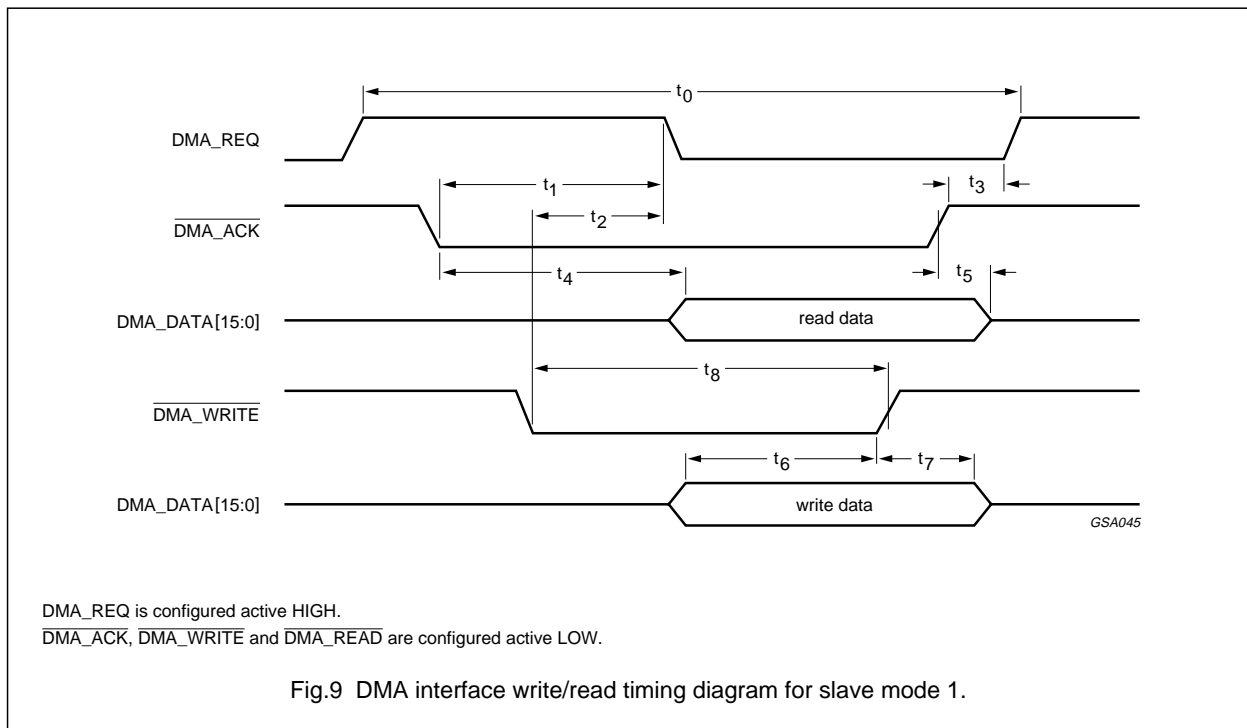 t0
DMA_REQ
t1
t3
t2
DMA_ACK
t4
t5
DMA_DATA[15:0]
read data
t8
DMA_WRITE
t6
t7
DMA_DATA[15:0]
write data
GSA045
DMA_REQ is configured active HIGH.
DMA_ACK, DMA_WRITE and DMA_READ are configured active LOW.
Fig.9 DMA interface write/read timing diagram for slave mode 1.